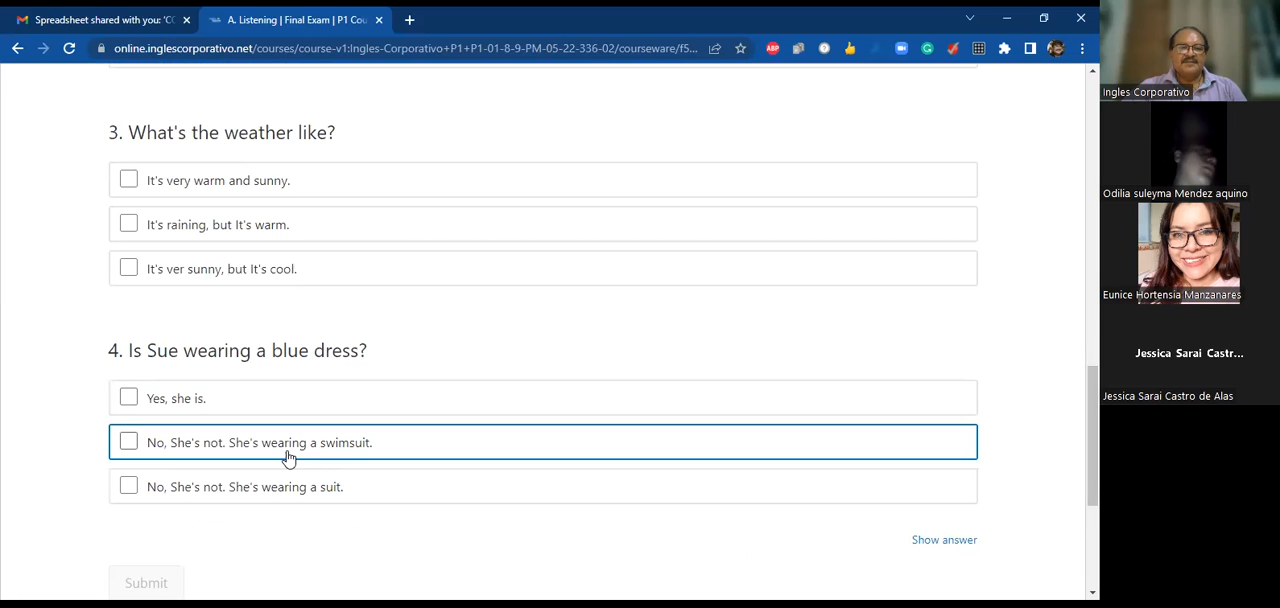 Spreadsheet shared with you: 'CC
A. Listening | Final Exam | P1 Cou
online.inglescorporativo.net/courses/course-v1:Ingles-Corporativo+P1+P1-01-8-9-PM-05-22-336-02/courseware/f5...
ABP
3. What's the weather like?
It's very warm and sunny.
It's raining, but It's warm.
It's ver sunny, but It's cool.
4. Is Sue wearing a blue dress?
Yes, she is.
No, She's not. She's wearing a swimsuit.
No, She's not. She's wearing a suit.
Show answer
Submit
Ingles Corporativo
Odilia suleyma Mendez aquino
Eunice Hortensia Manzanares
Jessica Sarai Castr...
Jessica Sarai Castro de Alas